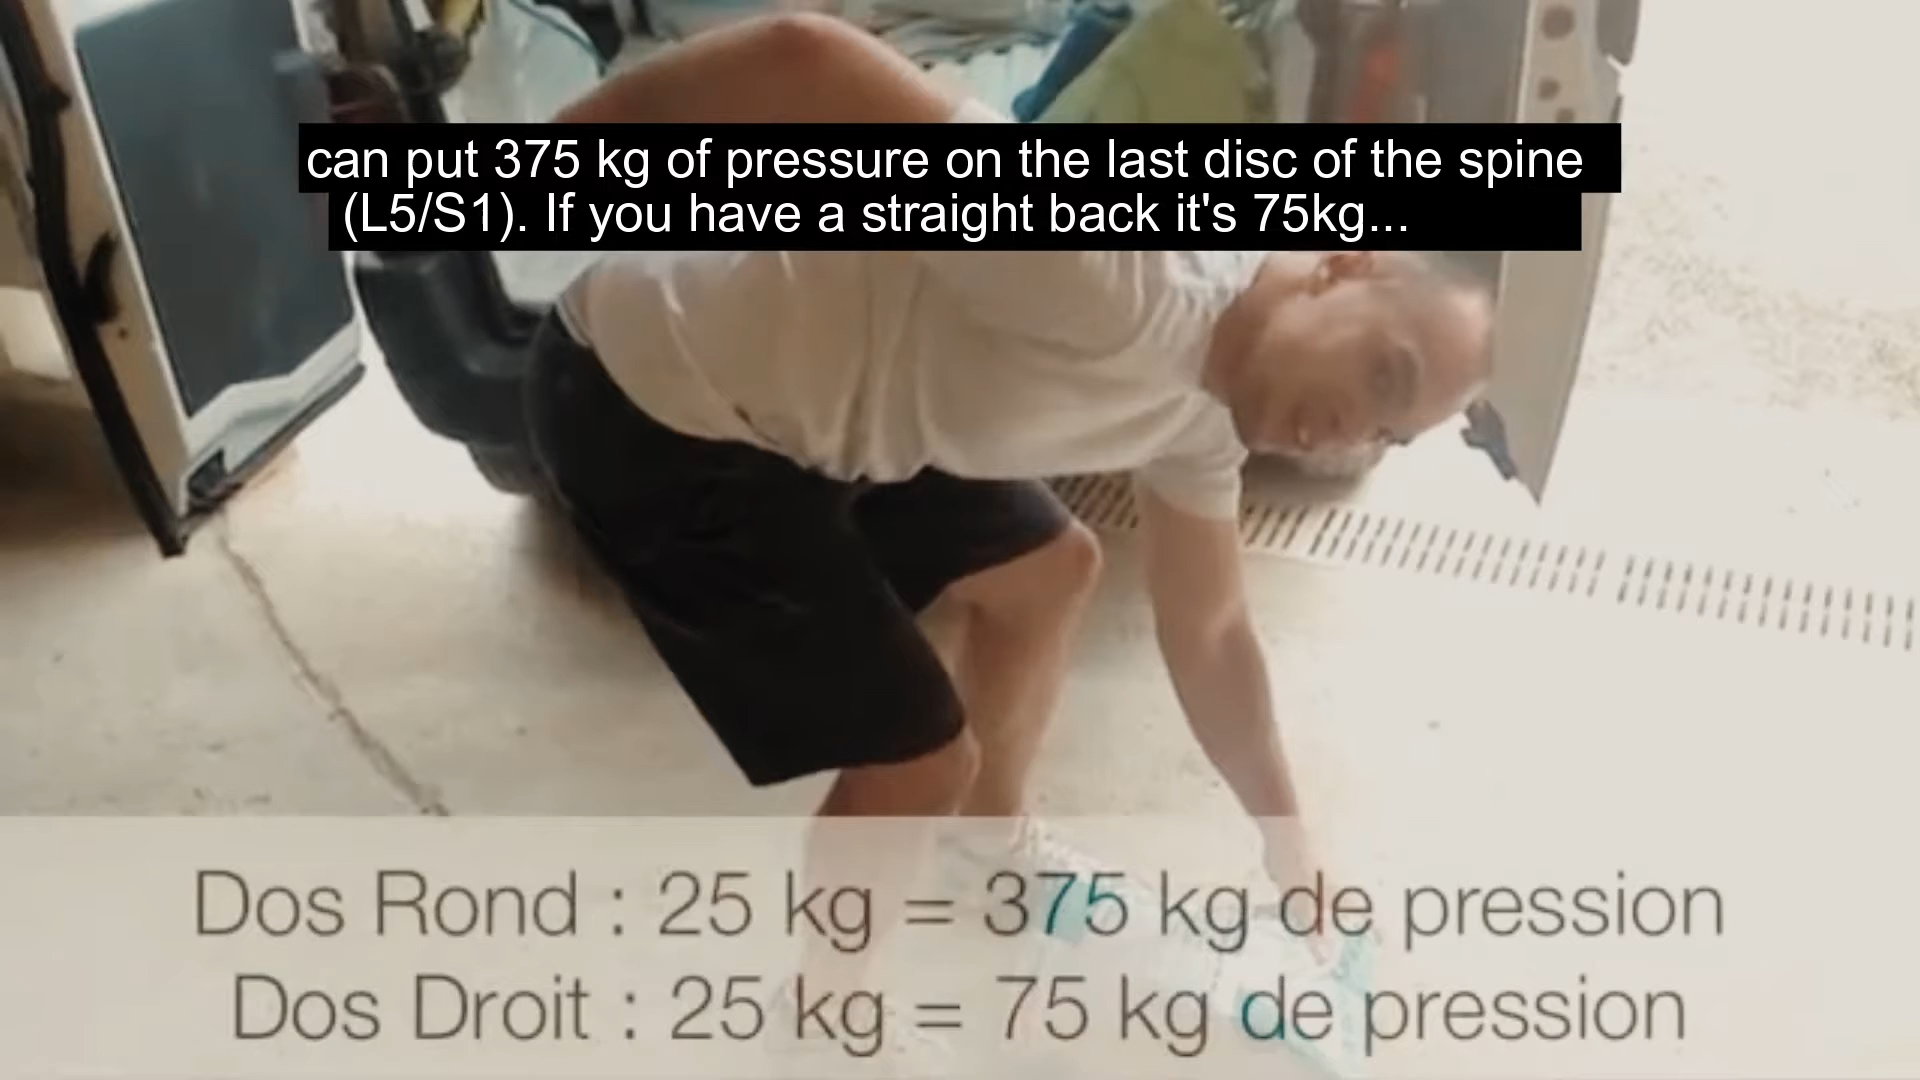 can put 375 kg of pressure on the last disc of the spine
(L5/S1). If you have a straight back it's 75kg...
Dos Rond : 25 kg = 375 kg de pression
Dos Droit : 25 kg = 75 kg de pression